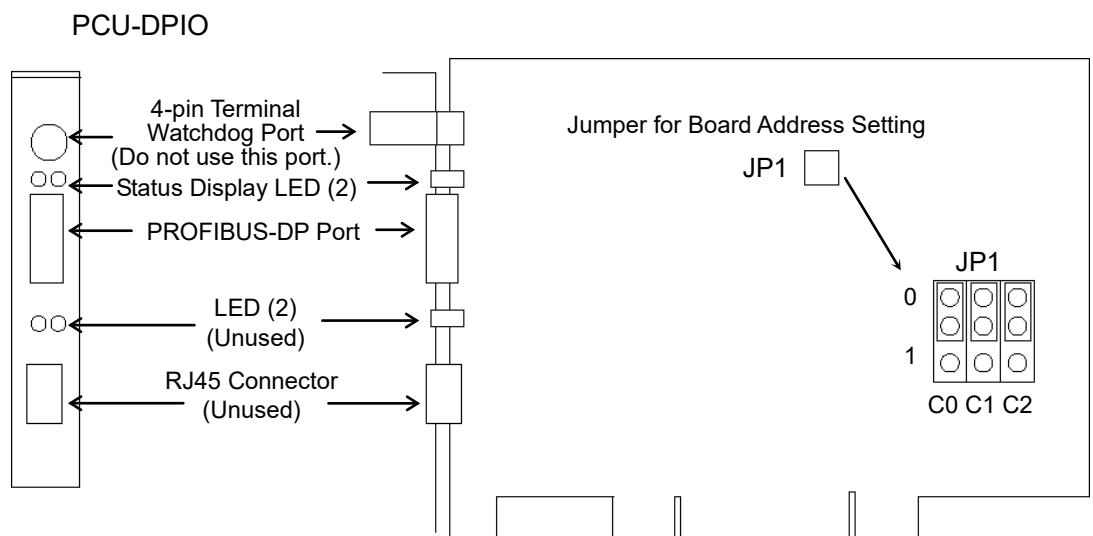 PCU-DPIO
4-pin Terminal
Watchdog Port
(Do not use this port.)
Status Display LED (2)
PROFIBUS-DP Port
LED (2)
(Unused)
RJ45 Connector
(Unused)
Jumper for Board Address Setting
JP1
JP1
0
1
C0 C1 C2